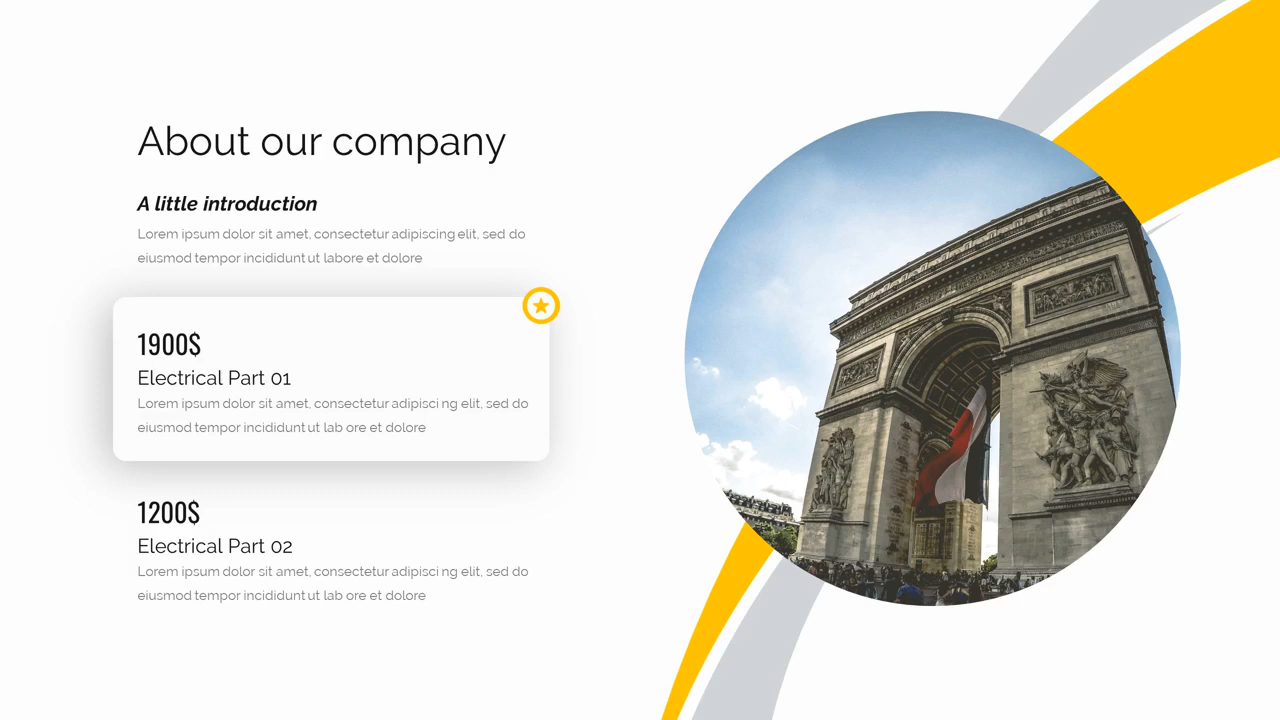 About our company
A little introduction
Lorem ipsum dolor sit amet, consectetur adipiscing elit, sed do
eiusmod tempor incididunt ut labore et dolore
1900$
Electrical Part 01
Lorem ipsum dolor sit amet, consectetur adipisci ng elit, sed do
eiusmod tempor incididunt ut lab ore et dolore
1200$
Electrical Part 02
Lorem ipsum dolor sit amet, consectetur adipisci ng elit, sed do
eiusmod tempor incididunt ut lab ore et dolore